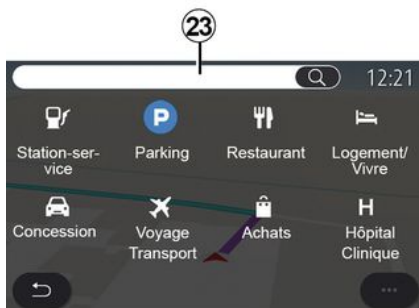 23
12:21
P
Station-ser-
vice
Parking
Restaurant
Logement/
Vivre
H
Concession
Voyage
Transport
Achats
Hôpital
Clinique